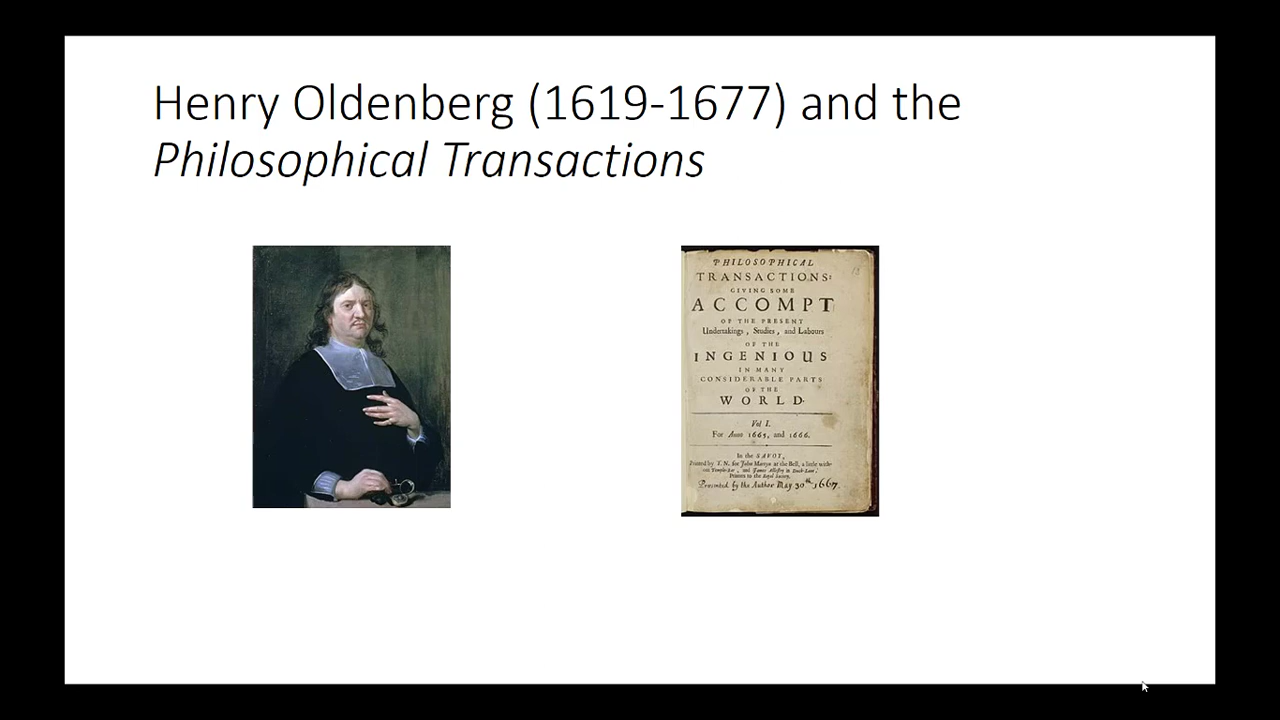 Henry Oldenberg (1619-1677) and the
Philosophical Transactions
PHILOSOPHICAL
TRANSACTIONS:
GIVING SOME
ACCOMPT
OF THE PRESENT
Undertakings, Studies, and Labours
OF THE
INGENIOUS
IN MANY
CONSIDERABLE PARTS
OF THE
WORLD.
Vol I.
For Anno 1665, and 1666.
In the SAVOY,
Printed by T. N. for John Martyn at the Bell, a little with-
out Temple-Bar, and James Allestry in Duck-Lane,
Printers to the Royal Society.
Presented by the Author May 30th 1667.